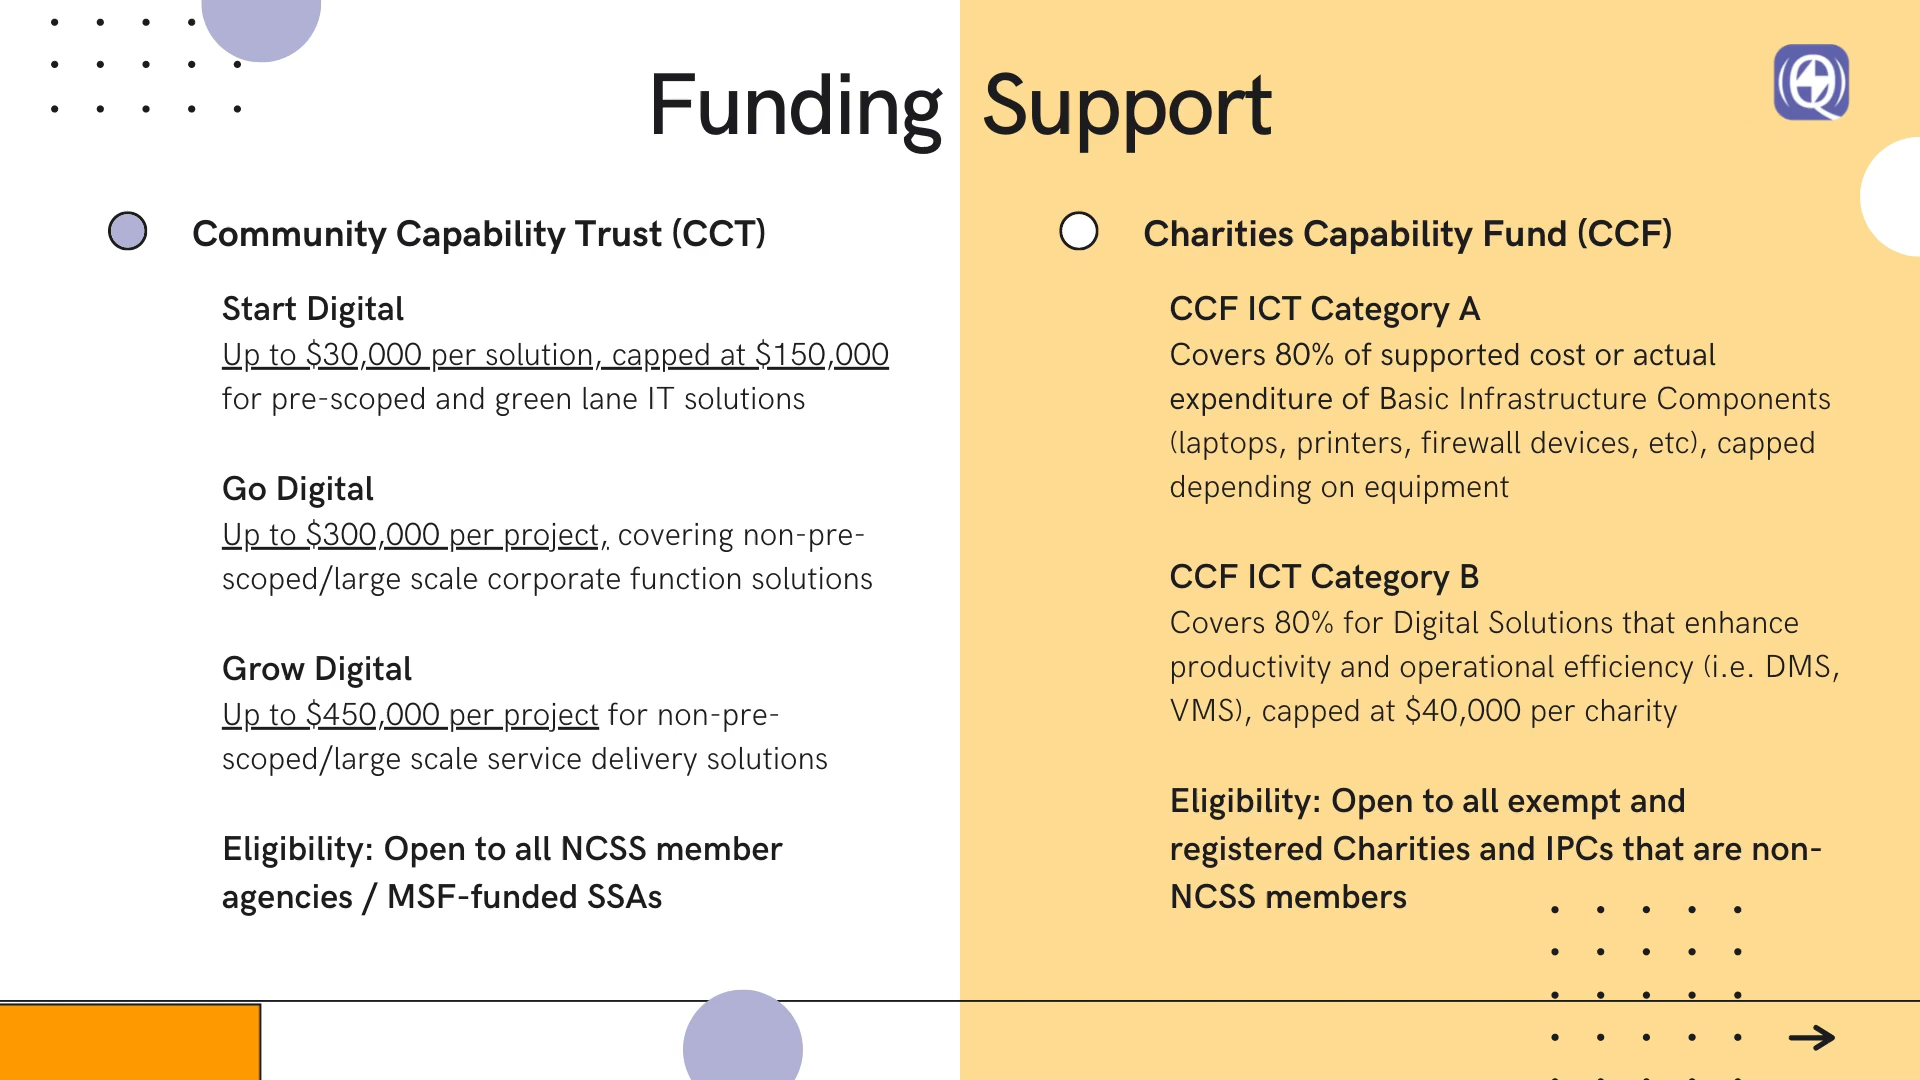 Funding Support
Community Capability Trust (CCT)
Start Digital
Up to $30,000 per solution, capped at $150,000
for pre-scoped and green lane IT solutions
Go Digital
Up to $300,000 per project, covering non-pre-
scoped/large scale corporate function solutions
Grow Digital
Up to $450,000 per project for non-pre-
scoped/large scale service delivery solutions
Eligibility: Open to all NCSS member
agencies / MSF-funded SSAs
Charities Capability Fund (CCF)
CCF ICT Category A
Covers 80% of supported cost or actual
expenditure of Basic Infrastructure Components
(laptops, printers, firewall devices, etc), capped
depending on equipment
CCF ICT Category B
Covers 80% for Digital Solutions that enhance
productivity and operational efficiency (i.e. DMS,
VMS), capped at $40,000 per charity
Eligibility: Open to all exempt and
registered Charities and IPCs that are non-
NCSS members